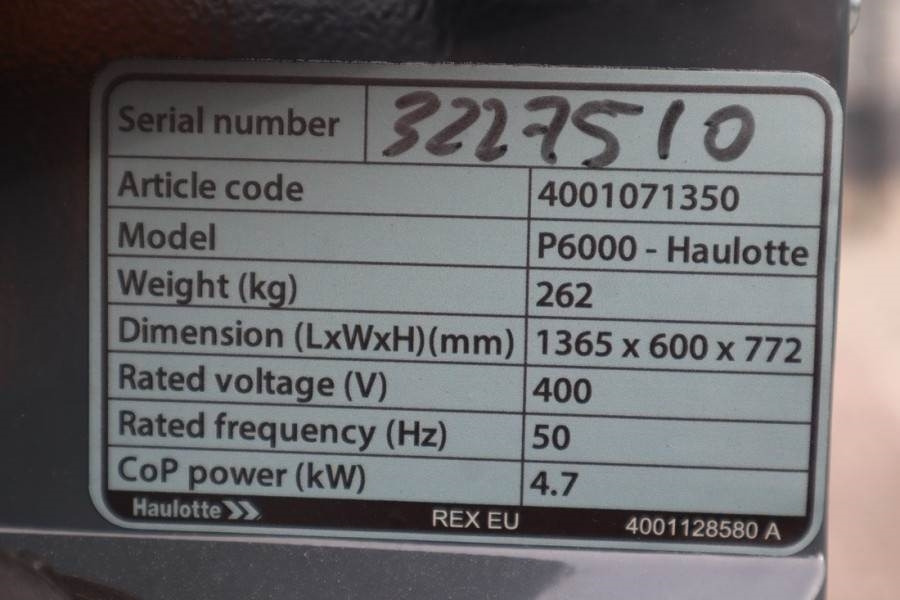 Serial number 3227510
Article code 4001071350
Model P6000 - Haulotte
Weight (kg) 262
Dimension (LxWxH)(mm) 1365 x 600 x 772
Rated voltage (V) 400
Rated frequency (Hz) 50
CoP power (kW) 4.7
Haulotte REX EU 4001128580 A